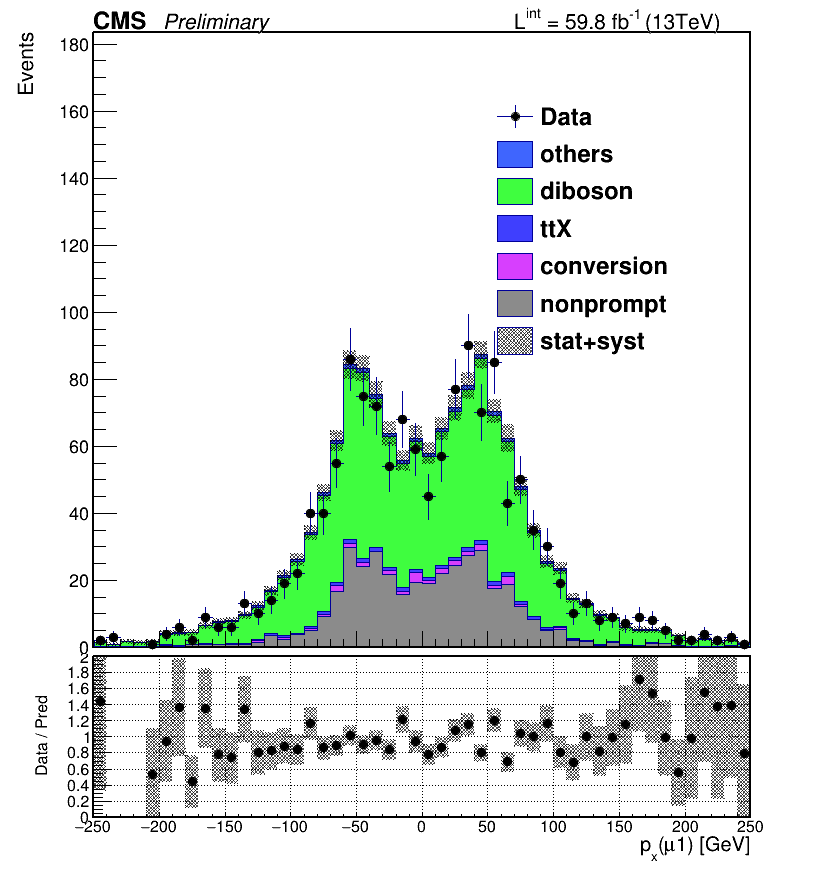 CMS Preliminary L^int = 59.8 fb^-1 (13TeV)
Events
180
160
140
120
100
80
60
40
20
0
Data
others
diboson
ttX
conversion
nonprompt
stat+syst
Data / Pred
2
1.8
1.6
1.4
1.2
1
0.8
0.6
0.4
0.2
0
−250 −200 −150 −100 −50 0 50 100 150 200 250
p_x(μ1) [GeV]